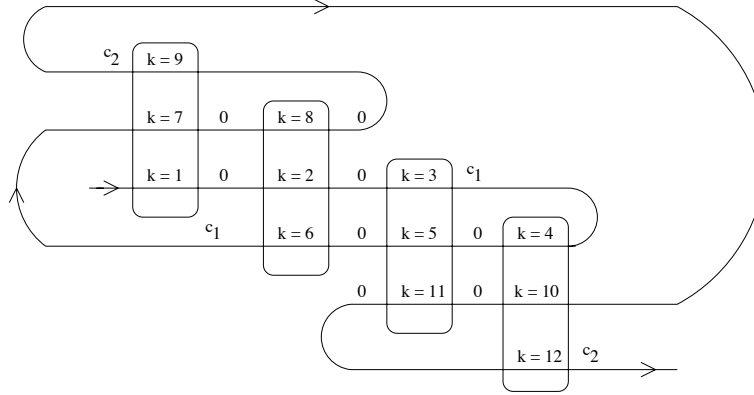 c2 k = 9
k = 7 0 k = 8 0
k = 1 0 k = 2 0 k = 3 c1
c1 k = 6 0 k = 5 0 k = 4
0 k = 11 0 k = 10
k = 12 c2